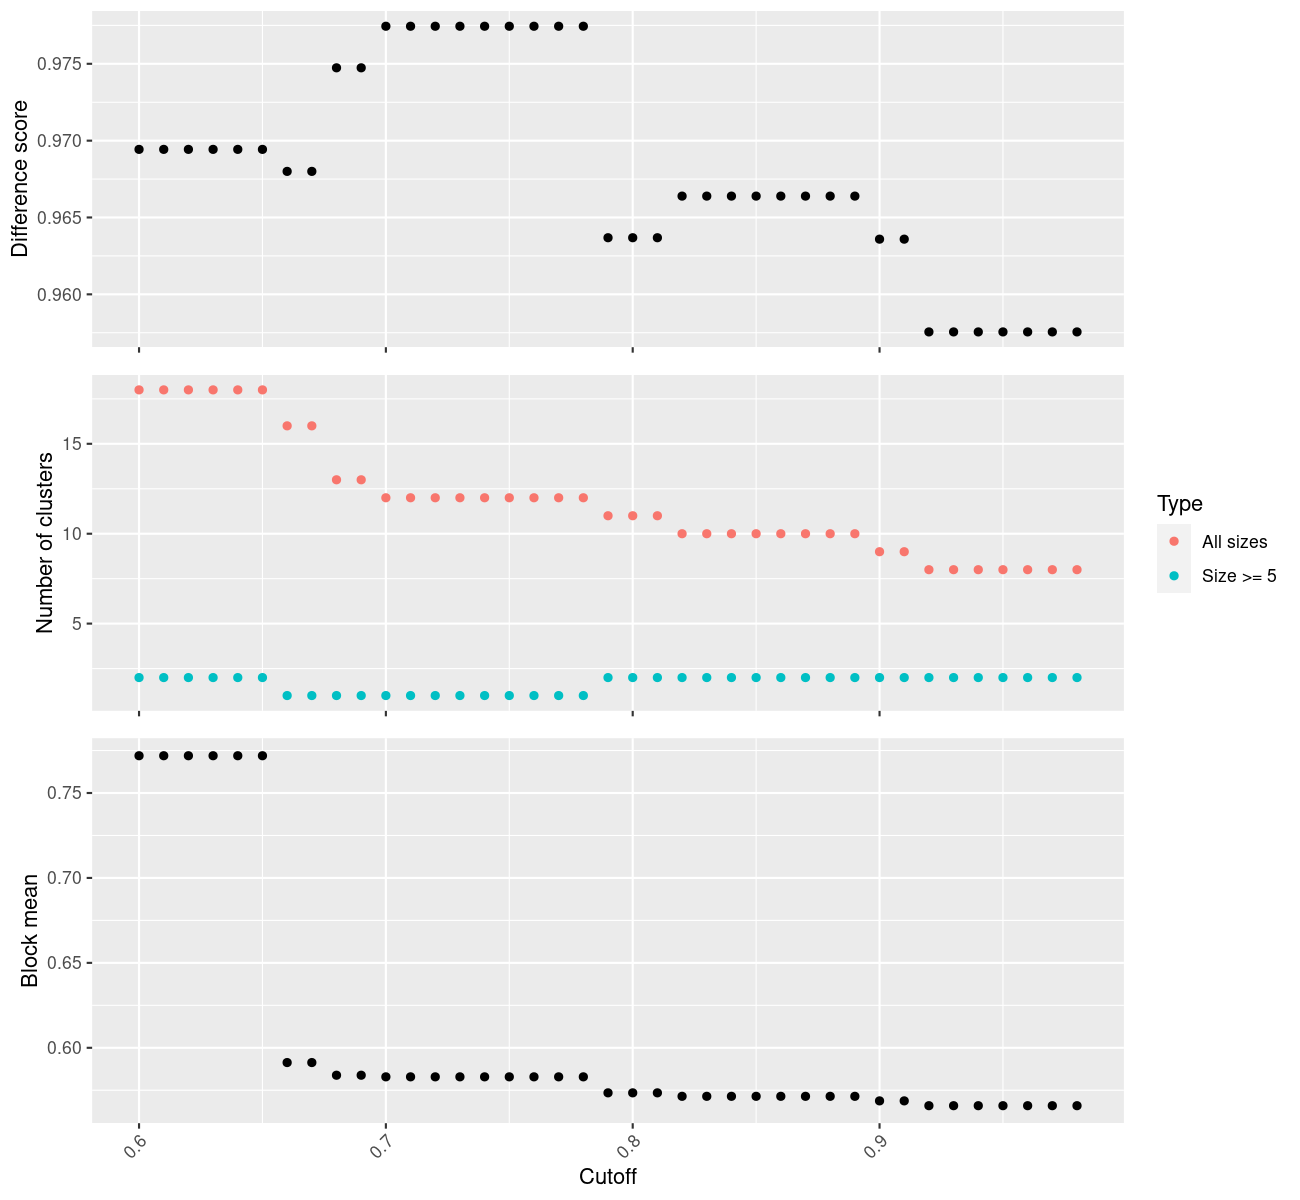 Difference score
0.975
0.970
0.965
0.960
Number of clusters
15
10
5
Type
All sizes
Size >= 5
Block mean
0.75
0.70
0.65
0.60
0.6
0.7
0.8
0.9
Cutoff